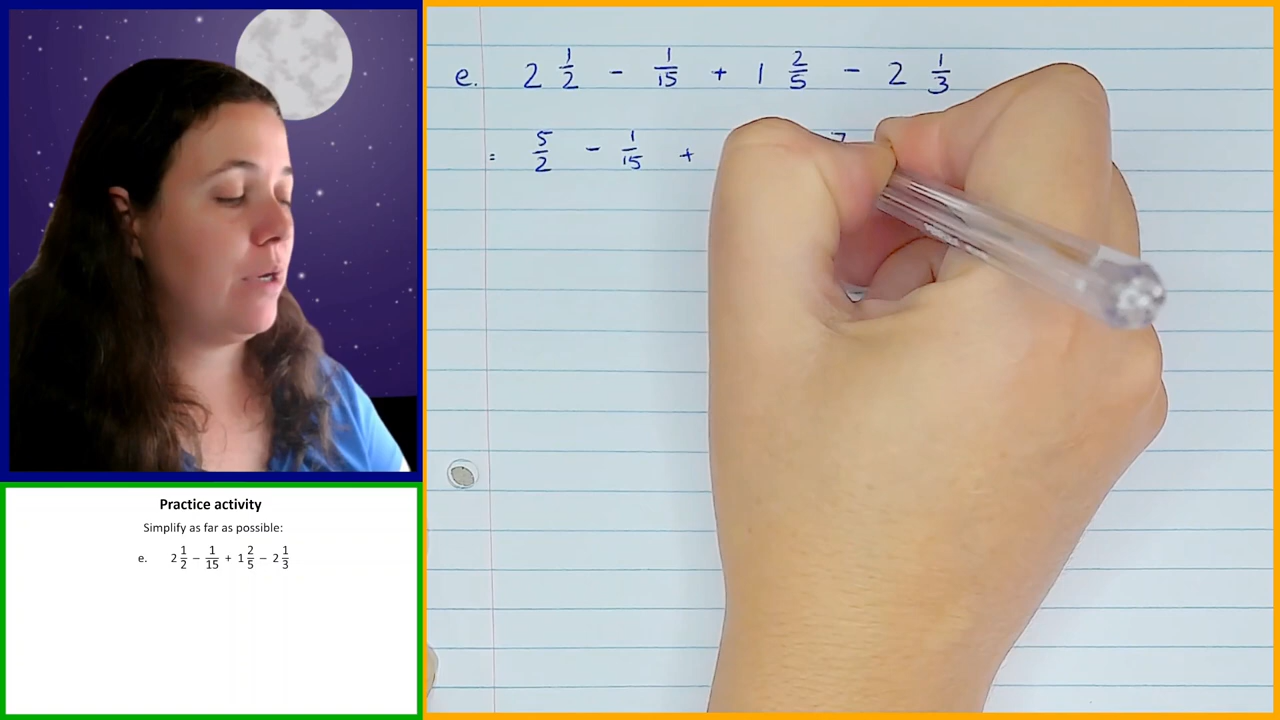 e. 2 1/2 - 1/15 + 1 2/5 - 2 1/3
= 5/2 - 1/15 +
Practice activity
Simplify as far as possible:
e. 2 1/2 − 1/15 + 1 2/5 − 2 1/3